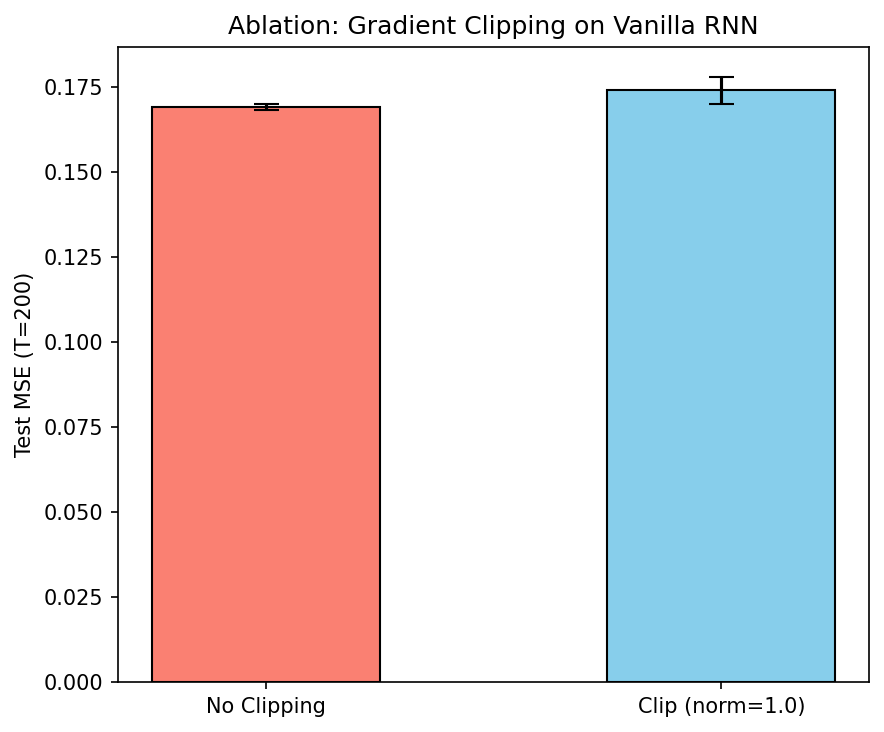 Ablation: Gradient Clipping on Vanilla RNN
Test MSE (T=200)
0.175
0.150
0.125
0.100
0.075
0.050
0.025
0.000
No Clipping
Clip (norm=1.0)